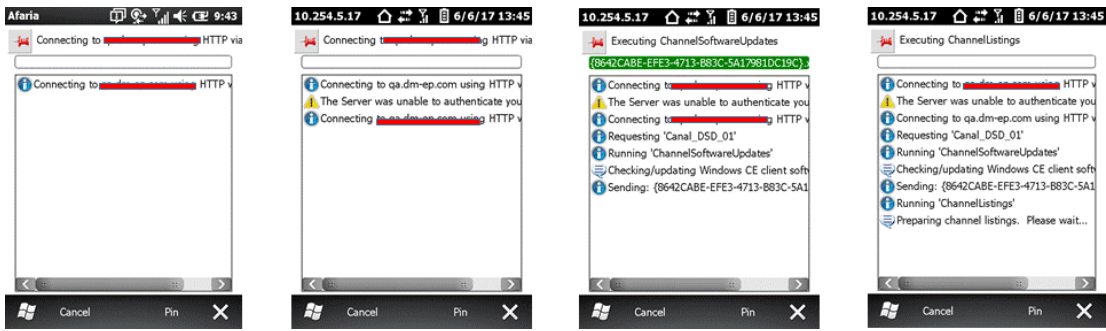 Afaria 9:43
Connecting to HTTP via
Connecting to HTTP v
Cancel Pin
10.254.5.17 6/6/17 13:45
Connecting HTTP via
Connecting to qa.dm-ep.com using HTTP v
The Server was unable to authenticate you
Connecting HTTP v
Cancel Pin
10.254.5.17 6/6/17 13:45
Executing ChannelSoftwareUpdates
{8642CABE-EFE3-4713-B83C-5A17981DC19C}.x
Connecting to HTTP v
The Server was unable to authenticate you
Connecting to HTTP v
Requesting 'Canal_DSD_01'
Running 'ChannelSoftwareUpdates'
Checking/updating Windows CE client soft
Sending: {8642CABE-EFE3-4713-B83C-5A1
Cancel Pin
10.254.5.17 6/6/17 13:45
Executing ChannelListings
Connecting to HTTP v
The Server was unable to authenticate you
Connecting to qa.dm-ep.com using HTTP v
Requesting 'Canal_DSD_01'
Running 'ChannelSoftwareUpdates'
Checking/updating Windows CE client soft
Sending: {8642CABE-EFE3-4713-B83C-5A1
Running 'ChannelListings'
Preparing channel listings. Please wait...
Cancel Pin